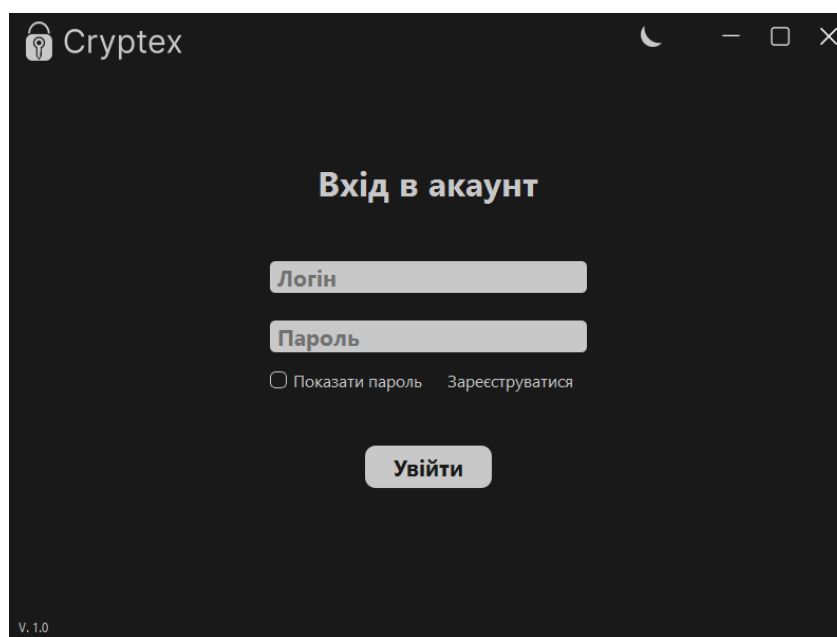 Cryptex
Вхід в акаунт
Логін
Пароль
Показати пароль Зареєструватися
Увійти
V. 1.0